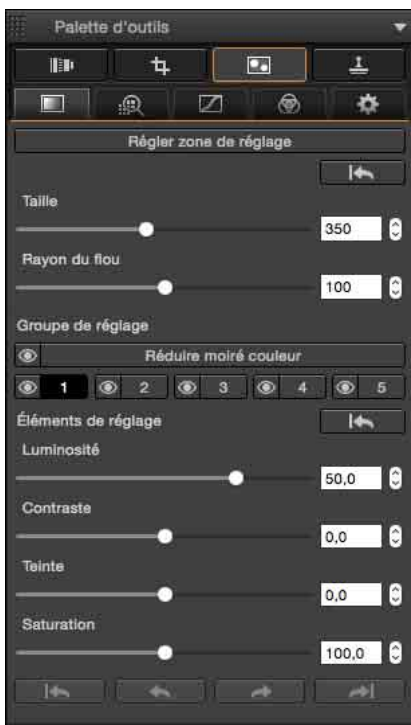 Palette d'outils
Régler zone de réglage
Taille
350
Rayon du flou
100
Groupe de réglage
Réduire moiré couleur
1 2 3 4 5
Éléments de réglage
Luminosité
50,0
Contraste
0,0
Teinte
0,0
Saturation
100,0